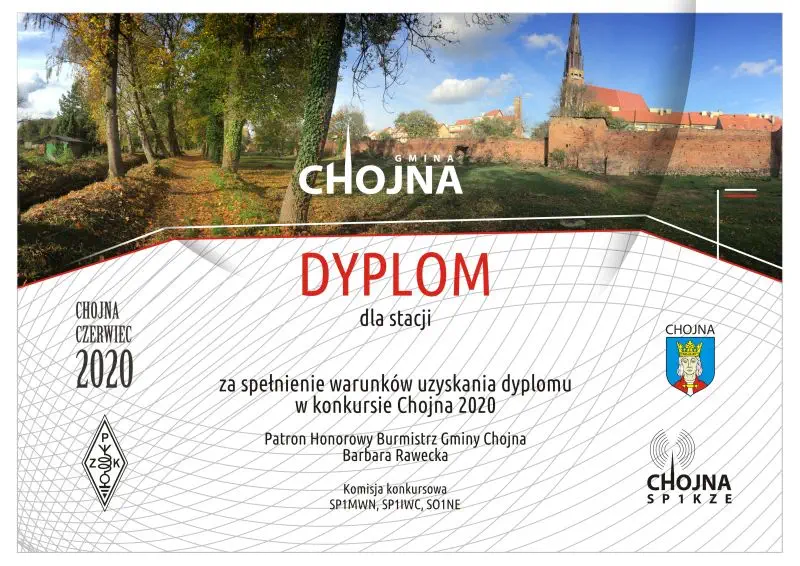 GMINA
CHOJNA
DYPLOM
dla stacji
CHOJNA
CZERWIEC
2020
CHOJNA
za spełnienie warunków uzyskania dyplomu
w konkursie Chojna 2020
Patron Honorowy Burmistrz Gminy Chojna
Barbara Rawecka
P
Z K
CHOJNA
SP1KZE
Komisja konkursowa
SP1MWN, SP1IWC, SO1NE